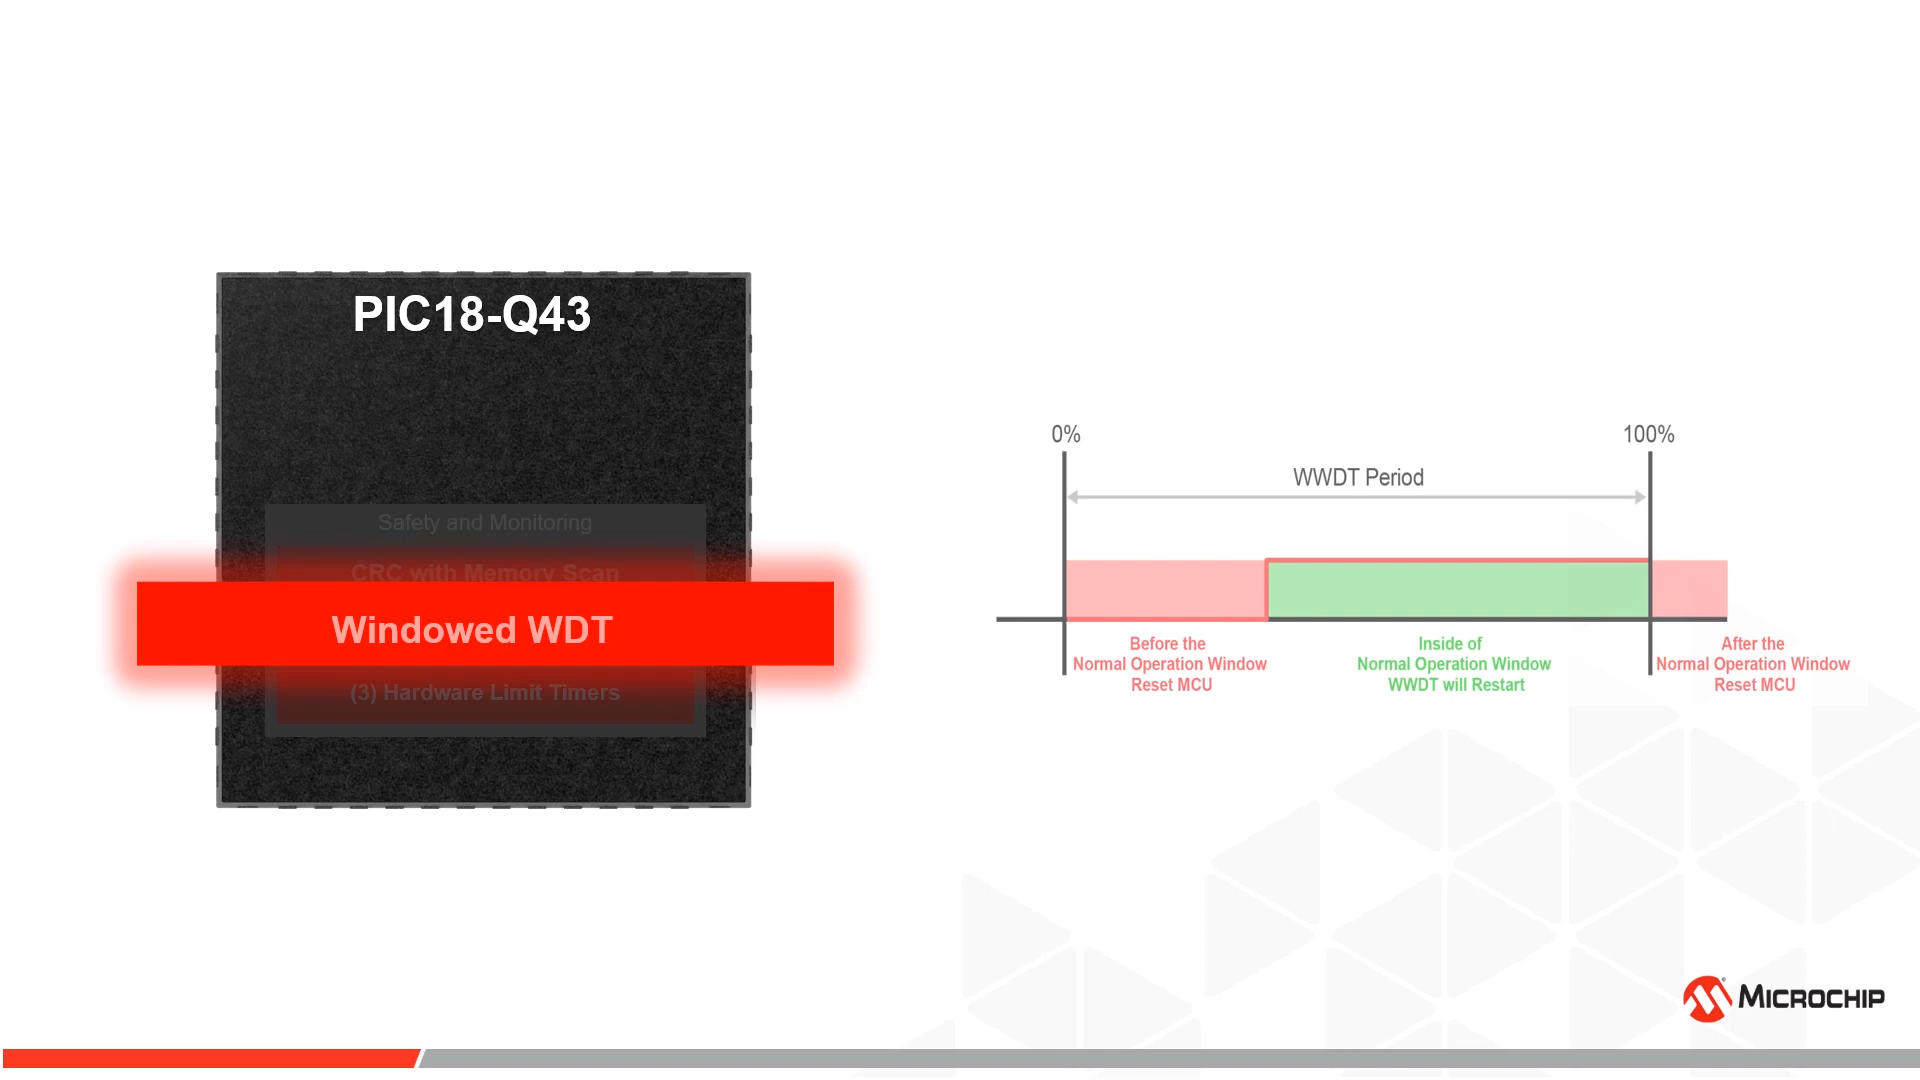 PIC18-Q43
Safety and Monitoring
CRC with Memory Scan
Windowed WDT
(3) Hardware Limit Timers
0%
100%
WWDT Period
Before the
Normal Operation Window
Reset MCU
Inside of
Normal Operation Window
WWDT will Restart
After the
Normal Operation Window
Reset MCU
MICROCHIP